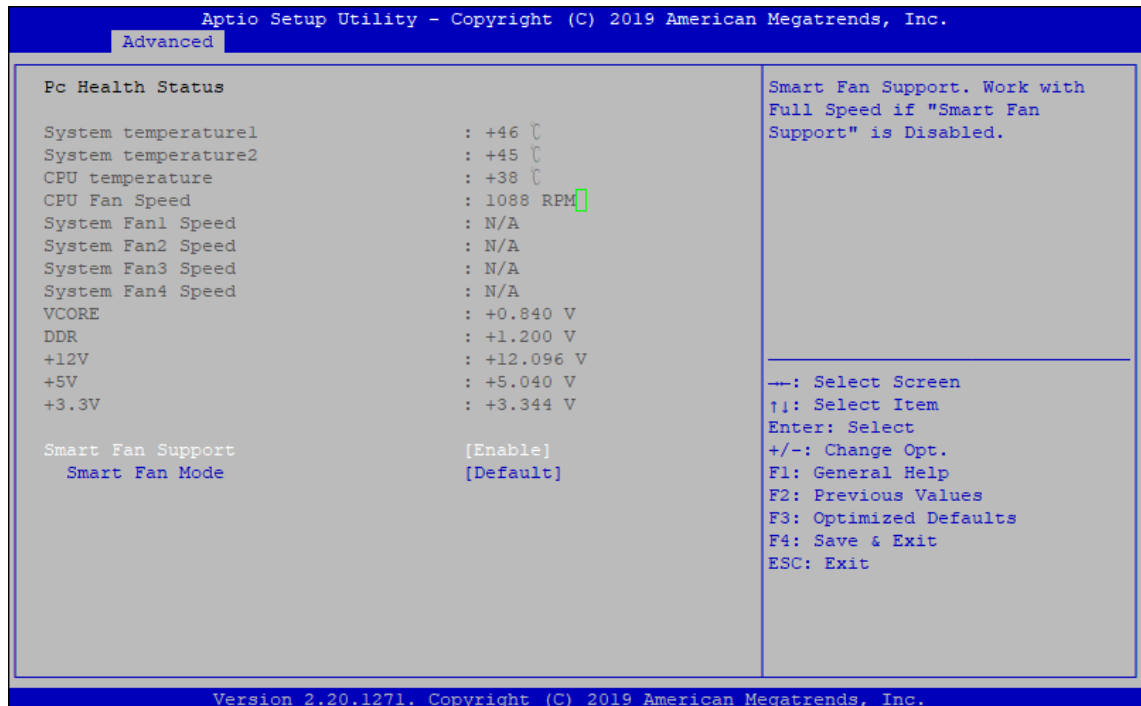 Aptio Setup Utility - Copyright (C) 2019 American Megatrends, Inc.
Advanced
Pc Health Status
System temperature1 : +46 ℃
System temperature2 : +45 ℃
CPU temperature : +38 ℃
CPU Fan Speed : 1088 RPM
System Fan1 Speed : N/A
System Fan2 Speed : N/A
System Fan3 Speed : N/A
System Fan4 Speed : N/A
VCORE : +0.840 V
DDR : +1.200 V
+12V : +12.096 V
+5V : +5.040 V
+3.3V : +3.344 V
Smart Fan Support [Enable]
Smart Fan Mode [Default]
Smart Fan Support. Work with
Full Speed if "Smart Fan
Support" is Disabled.
→←: Select Screen
↑↓: Select Item
Enter: Select
+/-: Change Opt.
F1: General Help
F2: Previous Values
F3: Optimized Defaults
F4: Save & Exit
ESC: Exit
Version 2.20.1271. Copyright (C) 2019 American Megatrends, Inc.